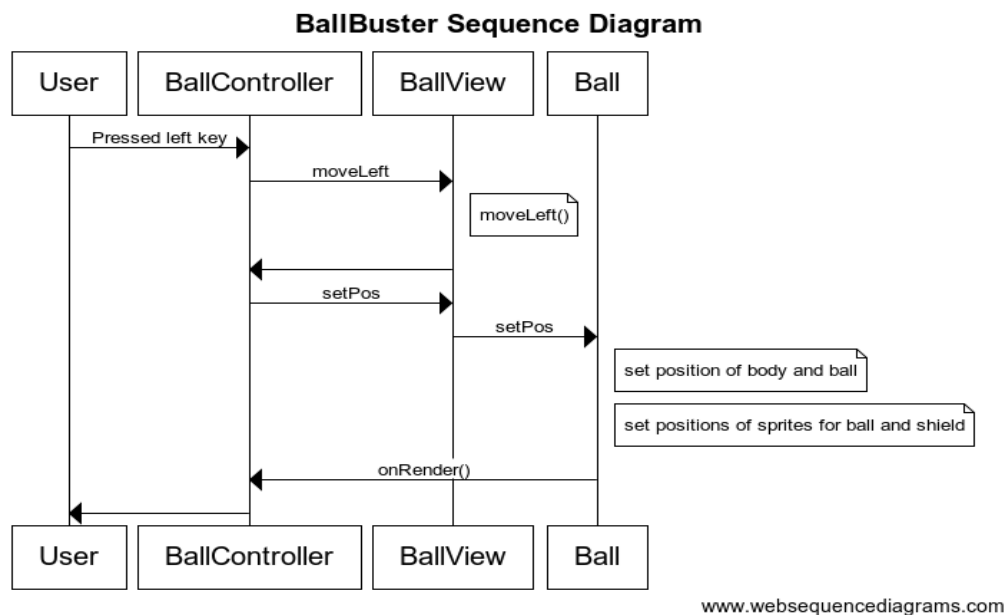 BallBuster Sequence Diagram
User
BallController
BallView
Ball
Pressed left key
moveLeft
moveLeft()
setPos
setPos
set position of body and ball
set positions of sprites for ball and shield
onRender()
User
BallController
BallView
Ball
www.websequencediagrams.com